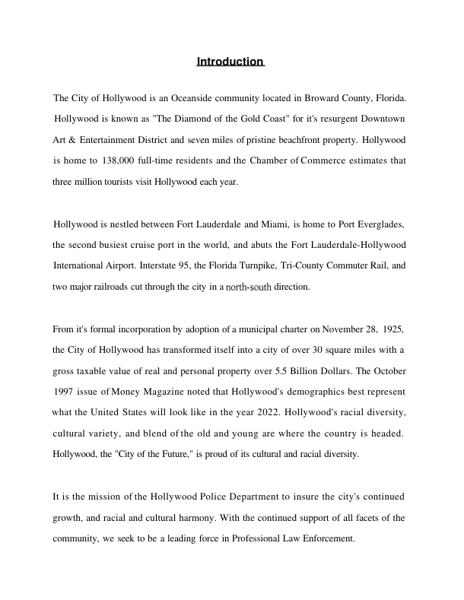 Introduction
The City of Hollywood is an Oceanside community located in Broward County, Florida.
Hollywood is known as "The Diamond of the Gold Coast" for it's resurgent Downtown
Art & Entertainment District and seven miles of pristine beachfront property. Hollywood
is home to 138,000 full-time residents and the Chamber of Commerce estimates that
three million tourists visit Hollywood each year.
Hollywood is nestled between Fort Lauderdale and Miami, is home to Port Everglades,
the second busiest cruise port in the world, and abuts the Fort Lauderdale-Hollywood
International Airport. Interstate 95, the Florida Turnpike, Tri-County Commuter Rail, and
two major railroads cut through the city in a north-south direction.
From it's formal incorporation by adoption of a municipal charter on November 28, 1925,
the City of Hollywood has transformed itself into a city of over 30 square miles with a
gross taxable value of real and personal property over 5.5 Billion Dollars. The October
1997 issue of Money Magazine noted that Hollywood's demographics best represent
what the United States will look like in the year 2022. Hollywood's racial diversity,
cultural variety, and blend of the old and young are where the country is headed.
Hollywood, the "City of the Future," is proud of its cultural and racial diversity.
It is the mission of the Hollywood Police Department to insure the city's continued
growth, and racial and cultural harmony. With the continued support of all facets of the
community, we seek to be a leading force in Professional Law Enforcement.